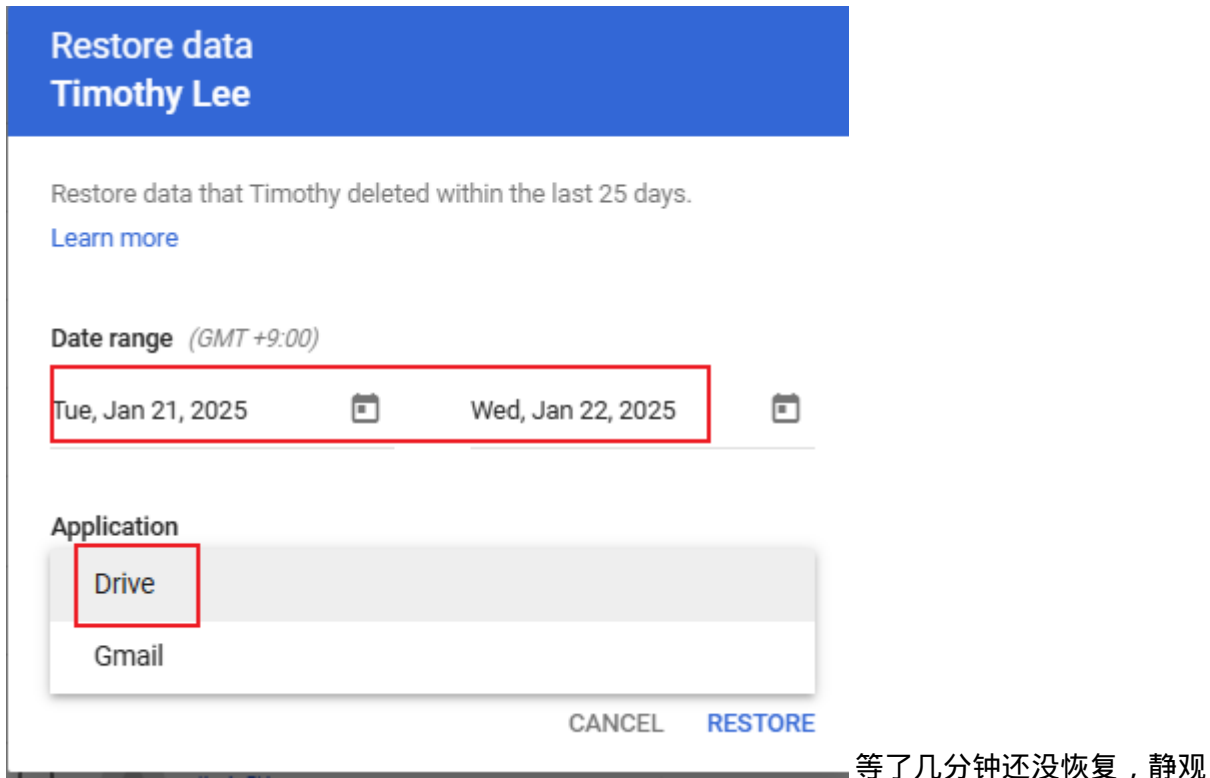 Restore data
Timothy Lee
Restore data that Timothy deleted within the last 25 days.
Learn more
Date range (GMT +9:00)
Tue, Jan 21, 2025 Wed, Jan 22, 2025
Application
Drive
Gmail
CANCEL RESTORE
等了几分钟还没恢复，静观